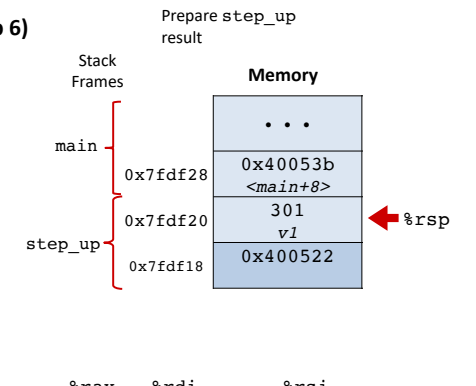 6)
Prepare step_up
result
Stack
Frames
Memory
• • •
main
0x7fdf28
0x40053b
<main+8>
0x7fdf20
301
v1
%rsp
step_up
0x7fdf18
0x400522